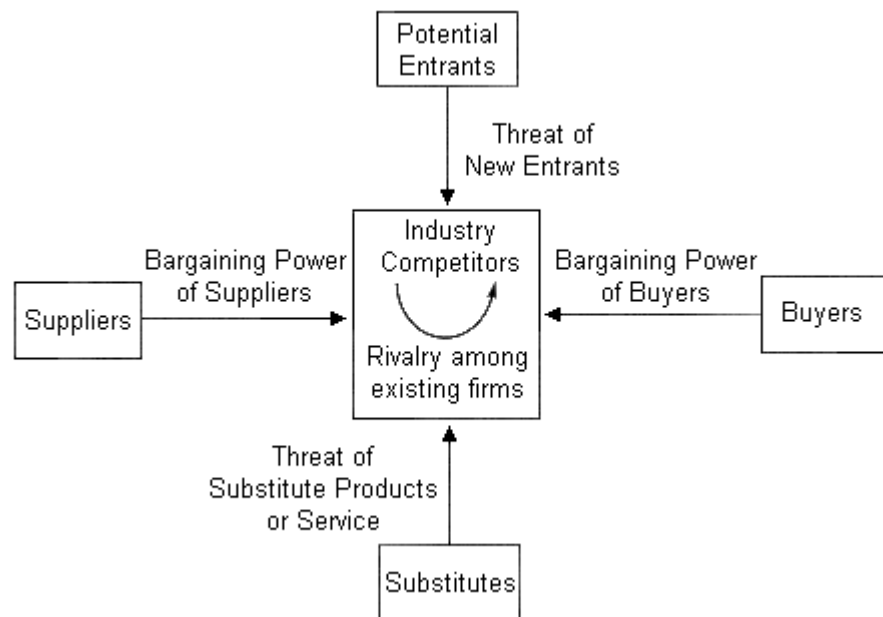 Potential
Entrants
Threat of
New Entrants
Industry
Competitors
Bargaining Power
of Suppliers
Bargaining Power
of Buyers
Suppliers
Buyers
Rivalry among
existing firms
Threat of
Substitute Products
or Service
Substitutes